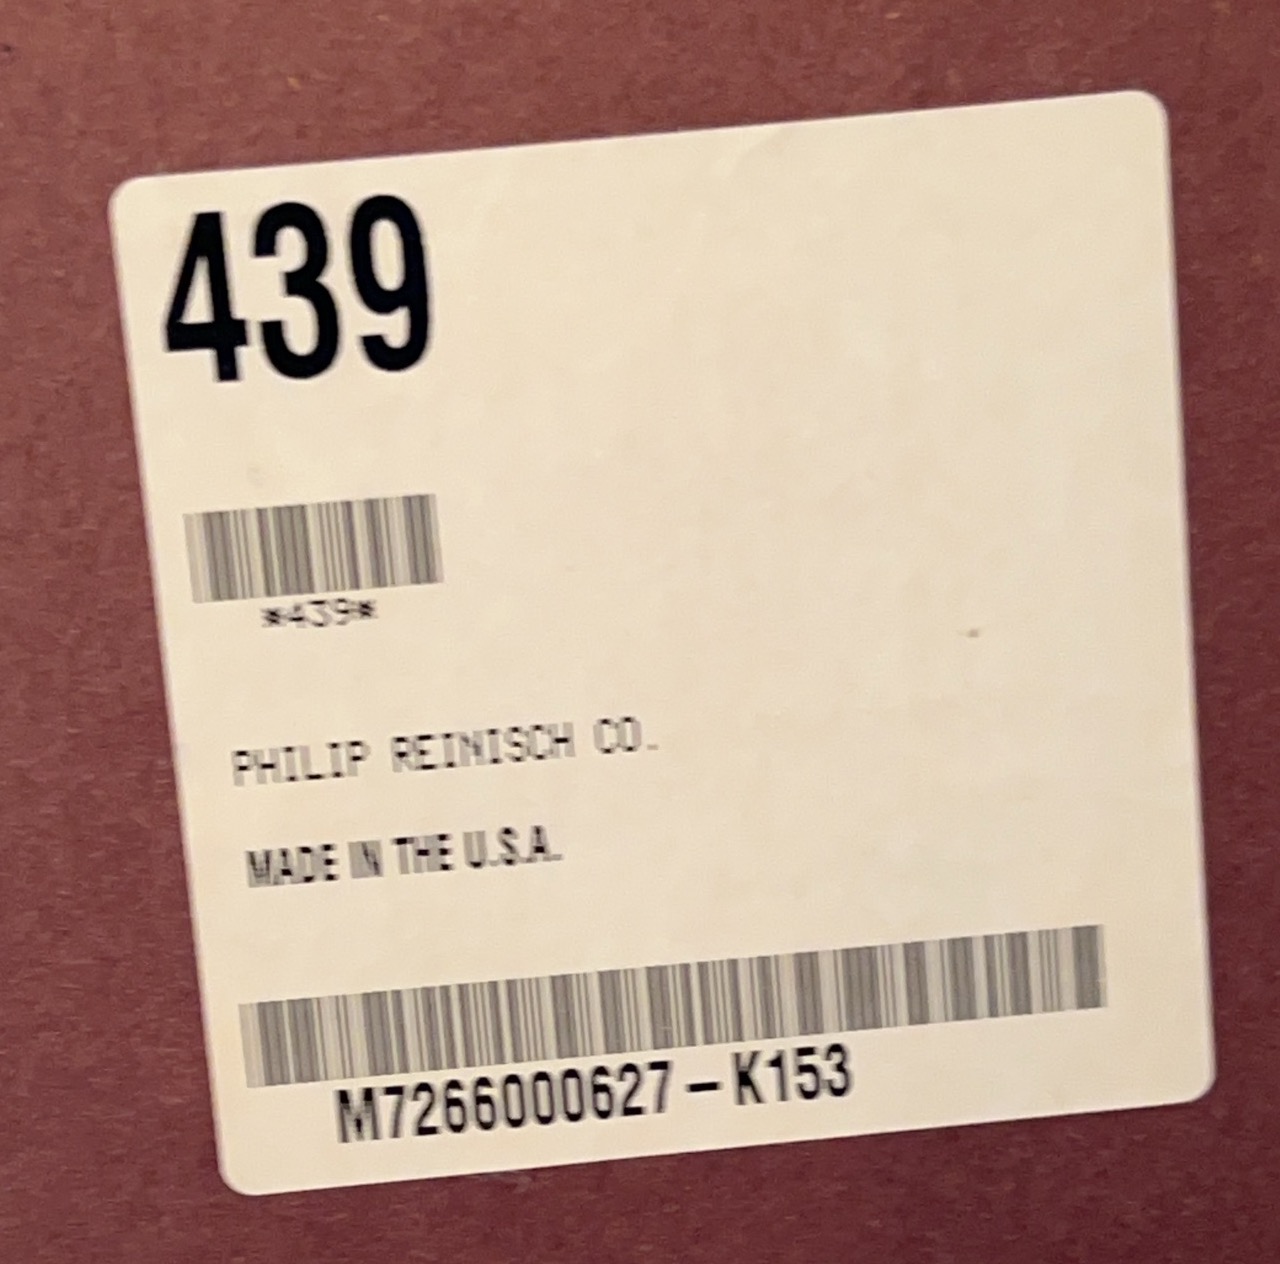 439
*439*
PHILIP REINISCH CO.
MADE IN THE U.S.A.
M7266000627-K153